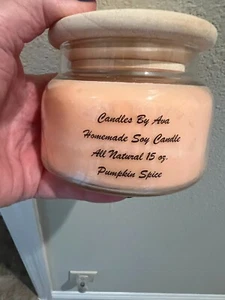 Candles By Ava
Homemade Soy Candle
All Natural 15 oz.
Pumpkin Spice